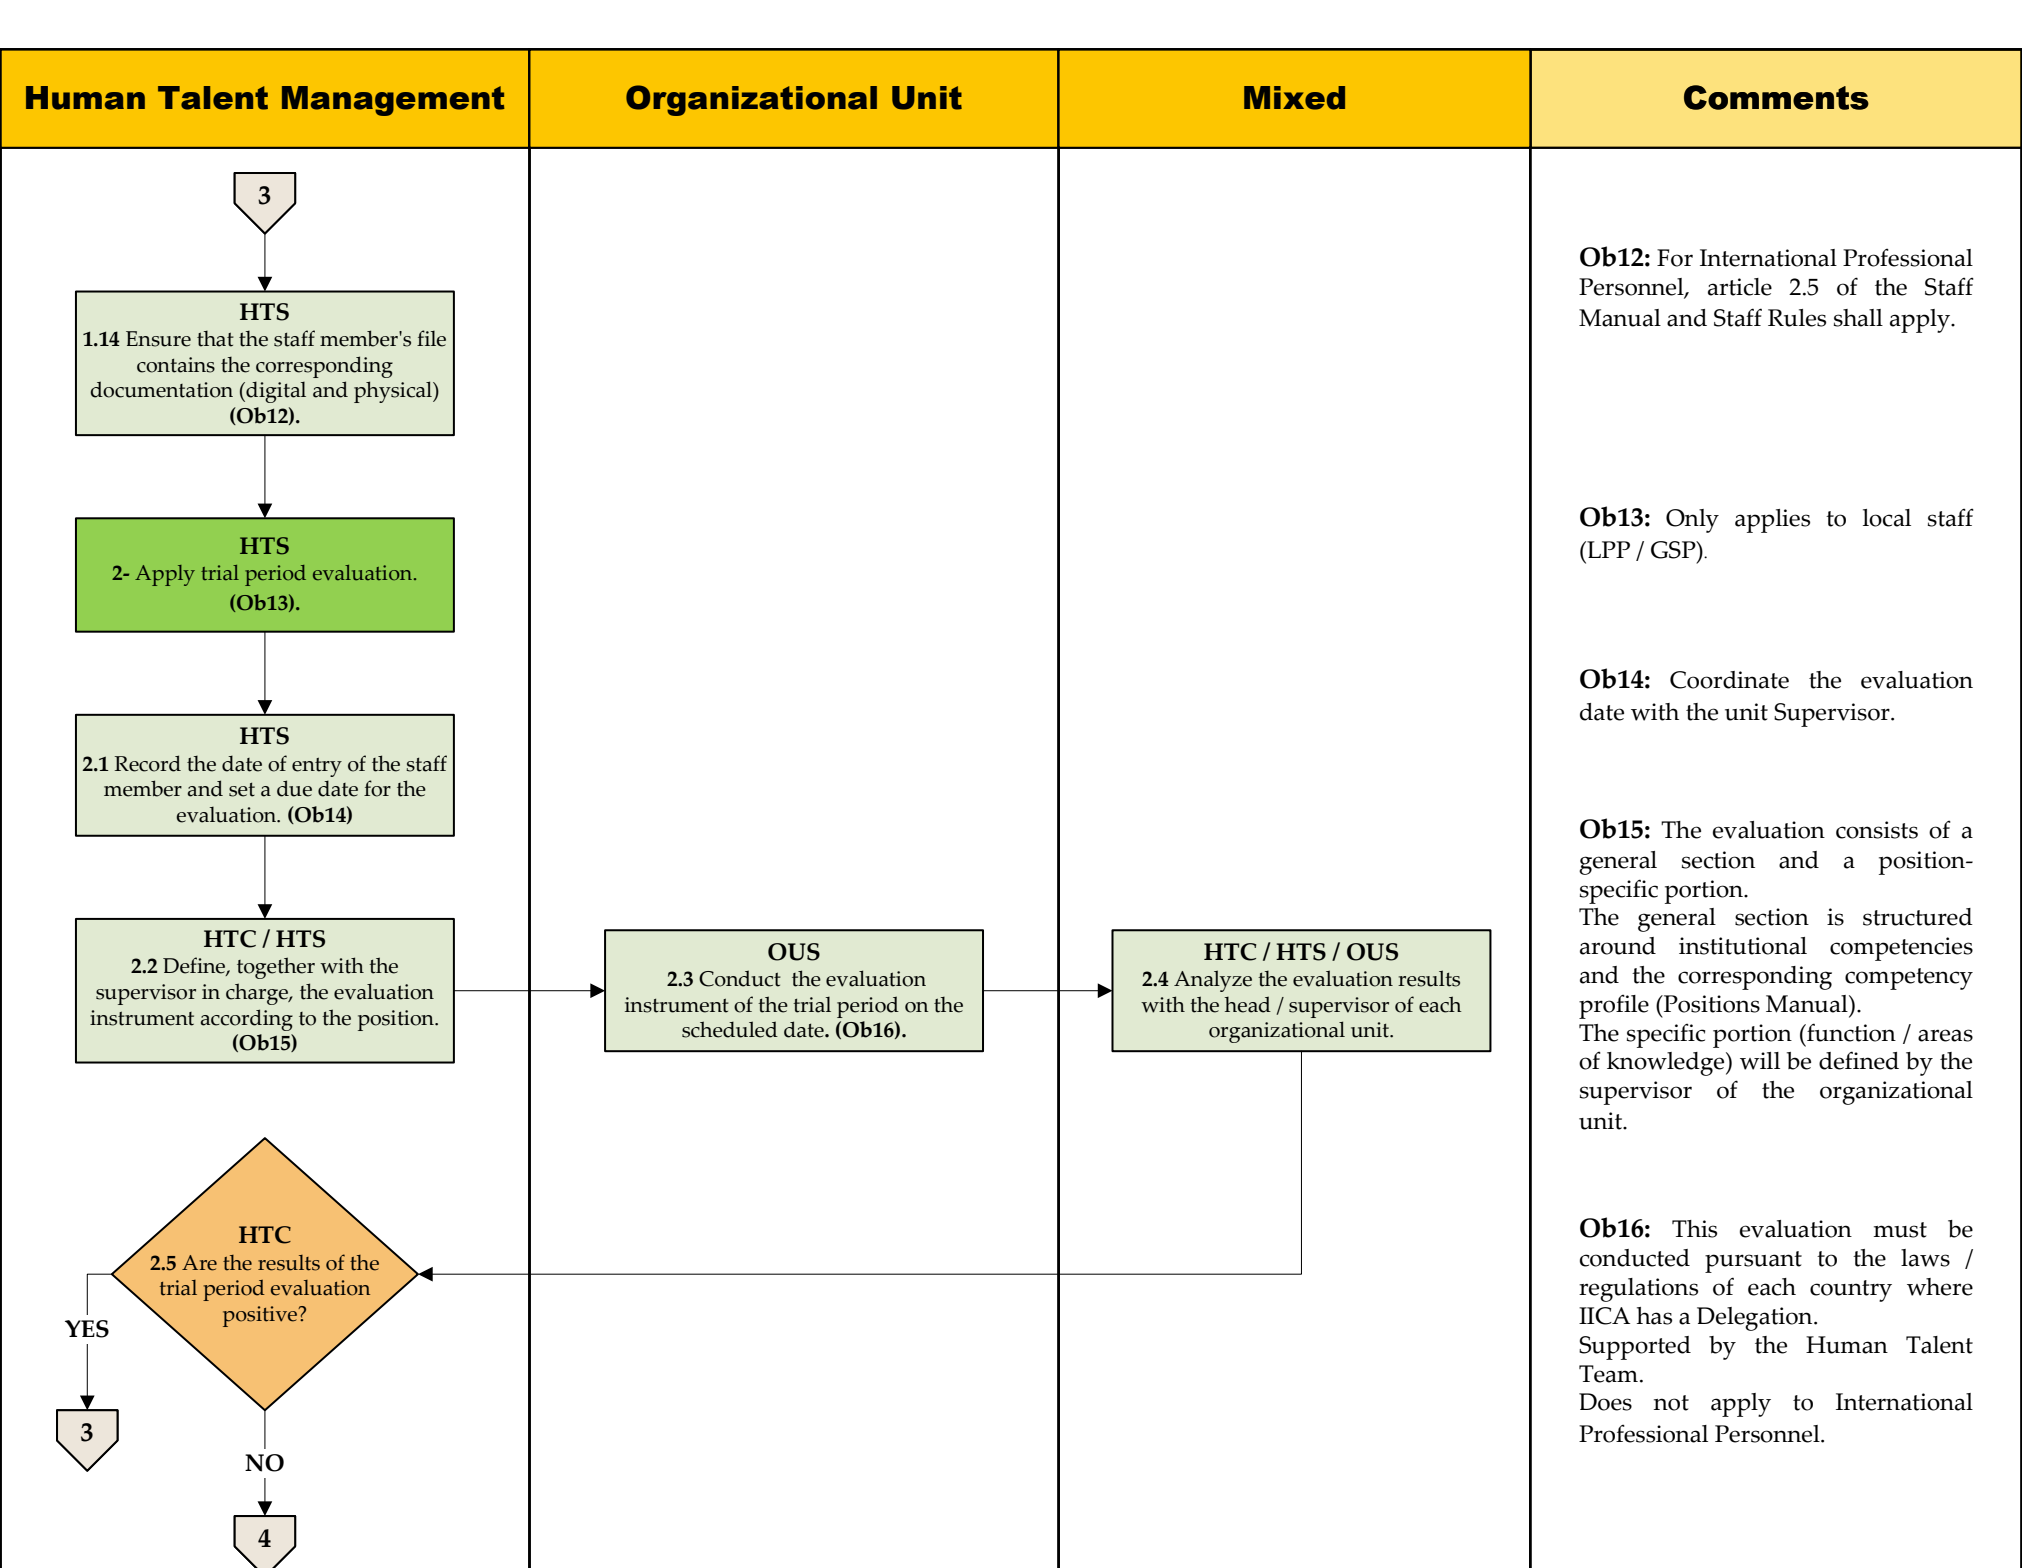 Human Talent Management
Organizational Unit
Mixed
Comments
3
HTS
1.14 Ensure that the staff member's file
contains the corresponding
documentation (digital and physical)
(Ob12).
HTS
2- Apply trial period evaluation.
(Ob13).
HTS
2.1 Record the date of entry of the staff
member and set a due date for the
evaluation. (Ob14)
HTC / HTS
2.2 Define, together with the
supervisor in charge, the evaluation
instrument according to the position.
(Ob15)
OUS
2.3 Conduct  the evaluation
instrument of the trial period on the
scheduled date. (Ob16).
HTC / HTS / OUS
2.4 Analyze the evaluation results
with the head / supervisor of each
organizational unit.
HTC
2.5 Are the results of the
trial period evaluation
positive?
YES
3
NO
4
Ob12: For International Professional
Personnel, article 2.5 of the Staff
Manual and Staff Rules shall apply.
Ob13: Only applies to local staff
(LPP / GSP).
Ob14: Coordinate the evaluation
date with the unit Supervisor.
Ob15: The evaluation consists of a
general section and a position-
specific portion.
The general section is structured
around institutional competencies
and the corresponding competency
profile (Positions Manual).
The specific portion (function / areas
of knowledge) will be defined by the
supervisor of the organizational
unit.
Ob16: This evaluation must be
conducted pursuant to the laws /
regulations of each country where
IICA has a Delegation.
Supported by the Human Talent
Team.
Does not apply to International
Professional Personnel.